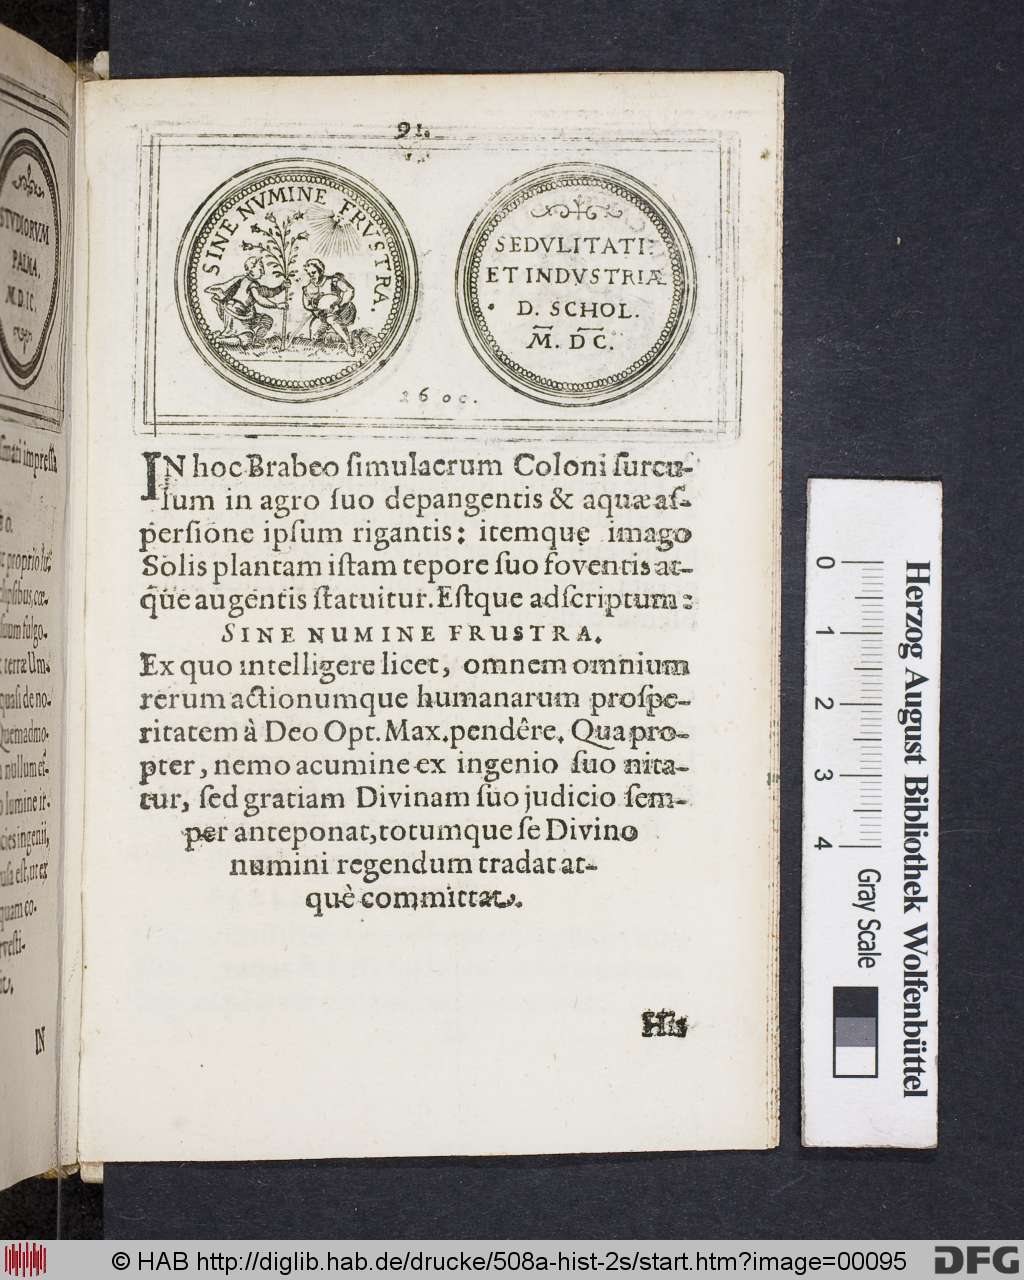 STVDIORVM
PALMA.
M.D.IC.
IN
91.
SINE NVMINE FRVSTRA.
SEDVLITATI:
ET INDVSTRIÆ
D. SCHOL.
M. DC.
1600.
IN hoc Brabeo ſimulacrum Coloni ſurcu-
lum in agro ſuo depangentis & aquæ aſ-
perſione ipſum rigantis: itemque imago
Solis plantam iſtam tepore ſuo foventis at-
que augentis ſtatuitur. Eſtque adſcriptum:
SINE NUMINE FRUSTRA.
Ex quo intelligere licet, omnem omnium
rerum actionumque humanarum proſpe-
ritatem à Deo Opt. Max. pendêre. Qua pro-
pter, nemo acumine ex ingenio ſuo nita-
tur, ſed gratiam Divinam ſuo judicio ſem-
per anteponat, totumque ſe Divino
numini regendum tradat at-
què committat.
His
0 1 2 3 4
Gray Scale
Herzog August Bibliothek Wolfenbüttel
© HAB http://diglib.hab.de/drucke/508a-hist-2s/start.htm?image=00095
DFG